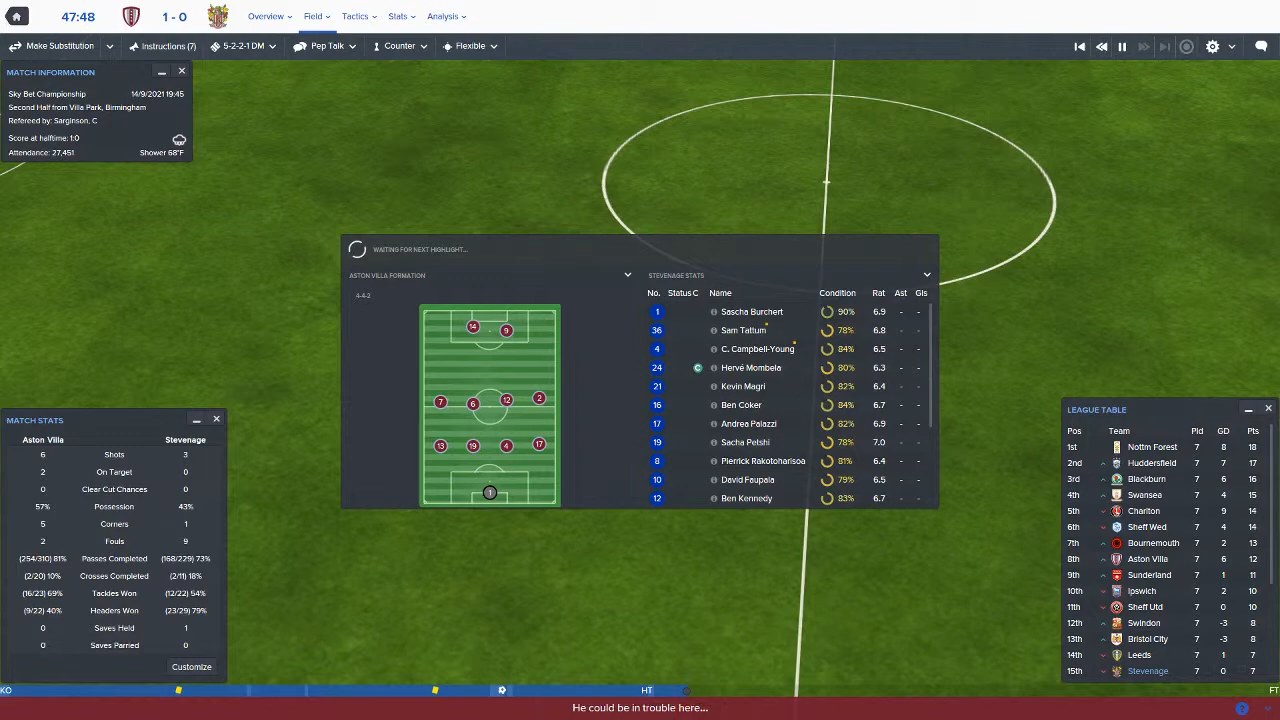 47:48
1 - 0
Overview
Field
Tactics
Stats
Analysis
Make Substitution
Instructions (7)
5-2-2-1 DM
Pep Talk
Counter
Flexible
MATCH INFORMATION
Sky Bet Championship 14/9/2021 19:45
Second Half from Villa Park, Birmingham
Refereed by: Sarginson, C
Score at halftime: 1:0
Attendance: 27,451 Shower 68°F
WAITING FOR NEXT HIGHLIGHT...
ASTON VILLA FORMATION
4-4-2
14 9
7 6 12 2
13 19 4 17
1
STEVENAGE STATS
No. Status C Name Condition Rat Ast Gls
1 Sascha Burchert 90% 6.9 - -
36 Sam Tattum 78% 6.8 - -
4 C. Campbell-Young 84% 6.5 - -
24 C Hervé Mombela 80% 6.3 - -
21 Kevin Magri 82% 6.4 - -
16 Ben Coker 84% 6.7 - -
17 Andrea Palazzi 82% 6.9 - -
19 Sacha Petshi 78% 7.0 - -
8 Pierrick Rakotoharisoa 81% 6.4 - -
10 David Faupala 79% 6.5 - -
12 Ben Kennedy 83% 6.7 - -
MATCH STATS
Aston Villa Stevenage
6 Shots 3
2 On Target 0
0 Clear Cut Chances 0
57% Possession 43%
5 Corners 1
2 Fouls 9
(254/310) 81% Passes Completed (168/229) 73%
(2/20) 10% Crosses Completed (2/11) 18%
(16/23) 69% Tackles Won (12/22) 54%
(9/22) 40% Headers Won (23/29) 79%
0 Saves Held 1
0 Saves Parried 0
Customize
LEAGUE TABLE
Pos Team Pld GD Pts
1st Nottm Forest 7 8 18
2nd Huddersfield 7 7 17
3rd Blackburn 7 6 16
4th Swansea 7 4 15
5th Charlton 7 9 14
6th Sheff Wed 7 4 14
7th Bournemouth 7 2 13
8th Aston Villa 7 6 12
9th Sunderland 7 1 11
10th Ipswich 7 2 10
11th Sheff Utd 7 0 10
12th Swindon 7 -3 8
13th Bristol City 7 -3 8
14th Leeds 7 1 7
15th Stevenage 7 0 7
KO HT FT
He could be in trouble here...
?